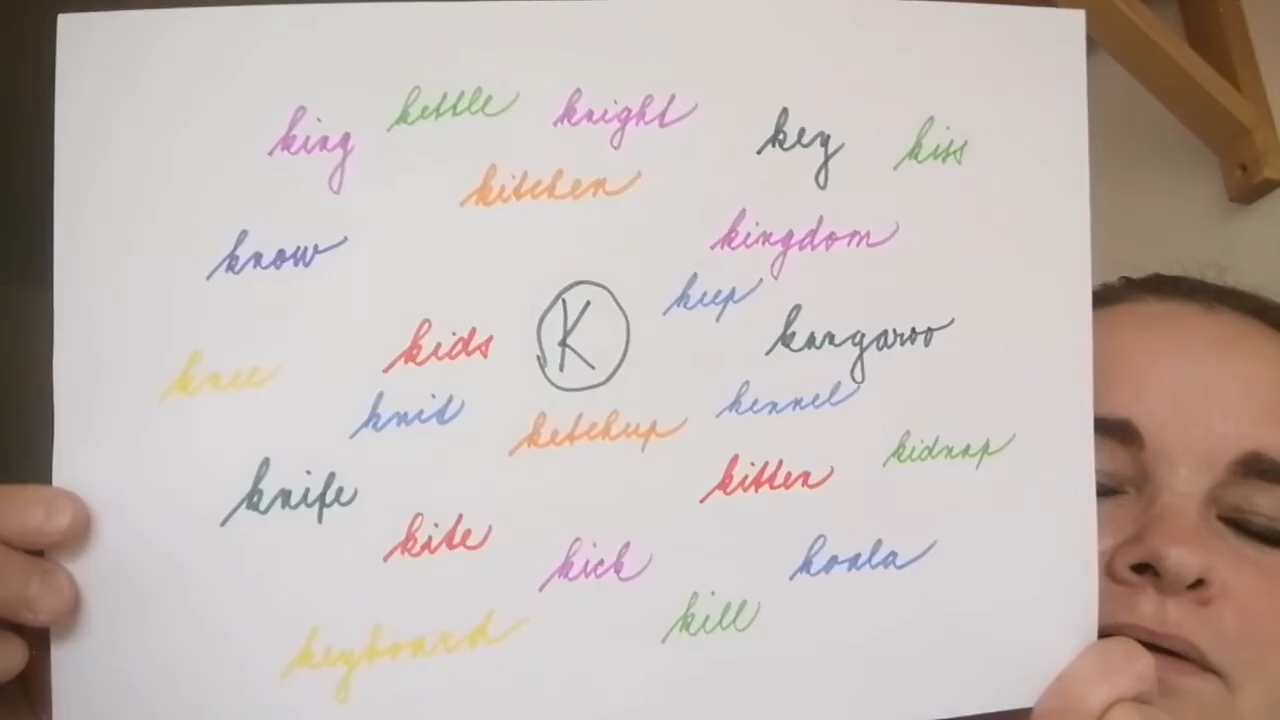 king kettle knight key kiss
kitchen
know kingdom
keep
kids K kangaroo
knee
knit ketchup kennel
kidnap
knife kitten
kite kick koala
kill
keyboard